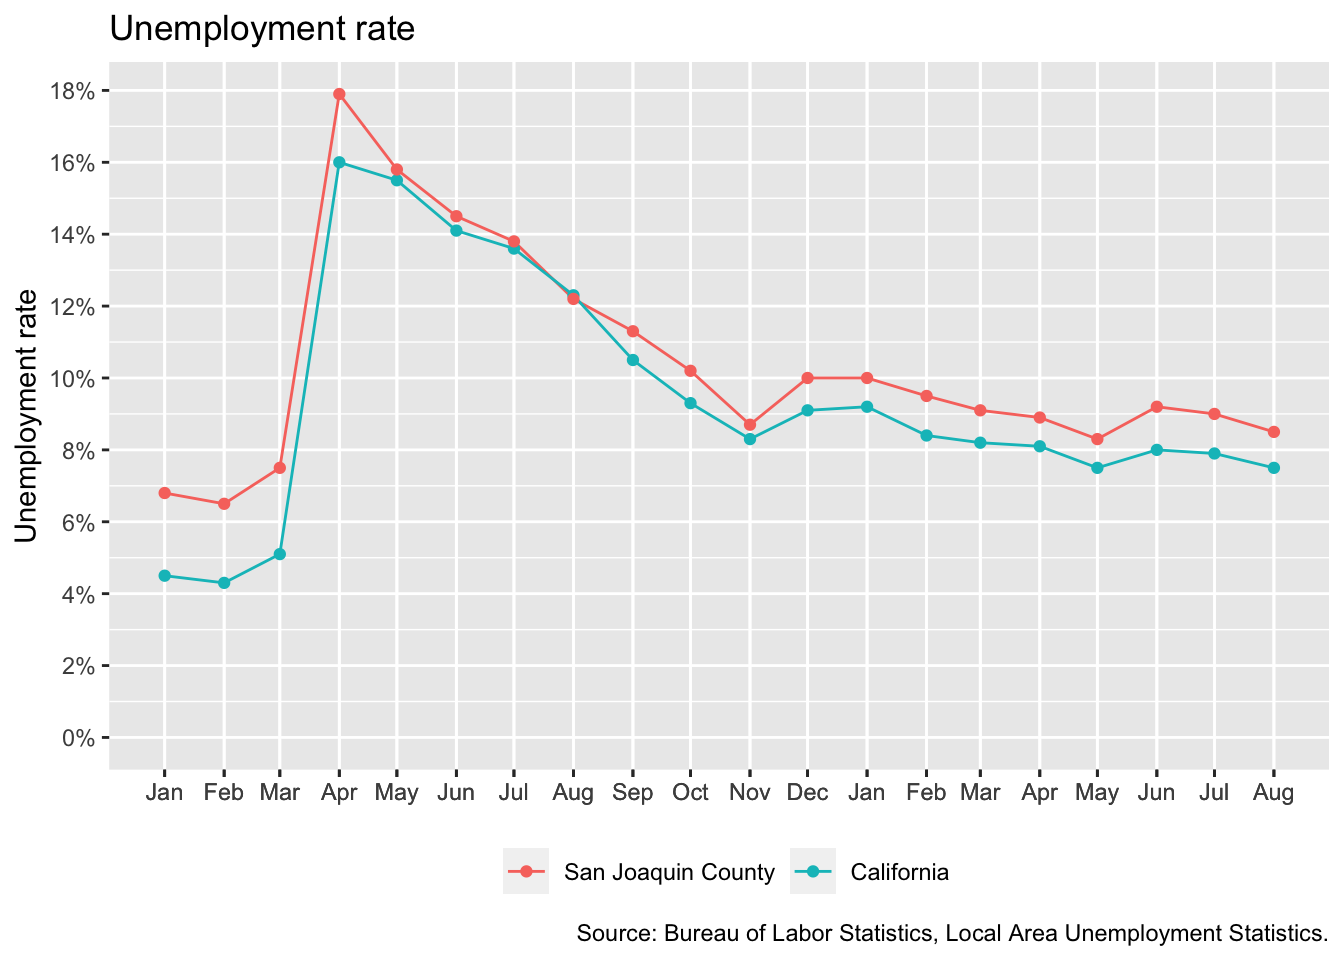 Unemployment rate
Unemployment rate
18%
16%
14%
12%
10%
8%
6%
4%
2%
0%
Jan Feb Mar Apr May Jun Jul Aug Sep Oct Nov Dec Jan Feb Mar Apr May Jun Jul Aug
San Joaquin County California
Source: Bureau of Labor Statistics, Local Area Unemployment Statistics.